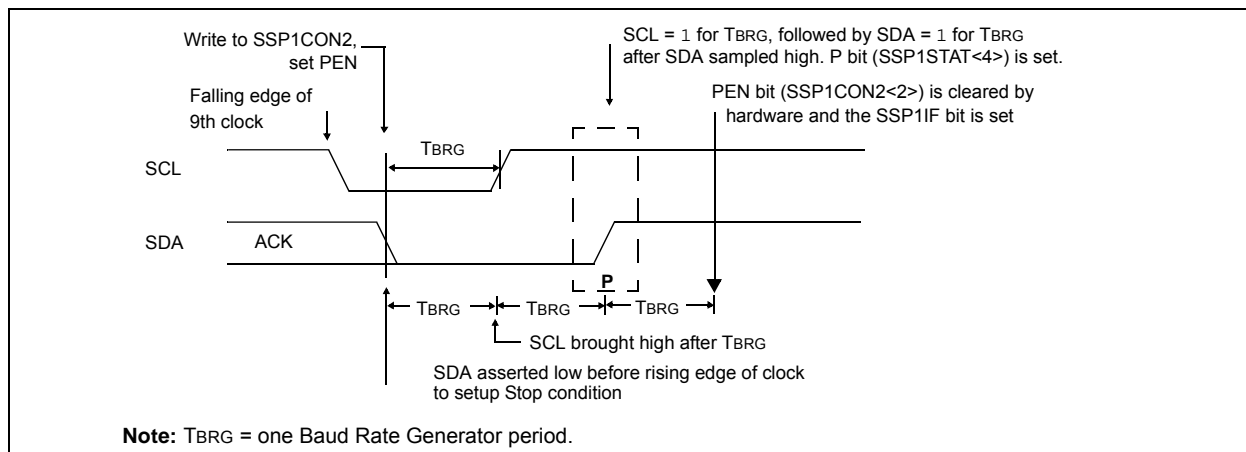 Write to SSP1CON2,
set PEN
SCL = 1 for TBRG, followed by SDA = 1 for TBRG
after SDA sampled high. P bit (SSP1STAT<4>) is set.
Falling edge of
9th clock
PEN bit (SSP1CON2<2>) is cleared by
hardware and the SSP1IF bit is set
TBRG
SCL
SDA
ACK
P
TBRG
TBRG
TBRG
SCL brought high after TBRG
SDA asserted low before rising edge of clock
to setup Stop condition
Note: TBRG = one Baud Rate Generator period.